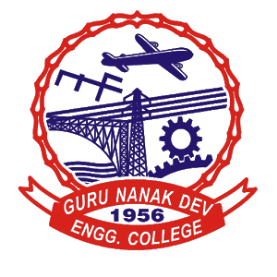 GURU NANAK DEV
1956
ENGG. COLLEGE